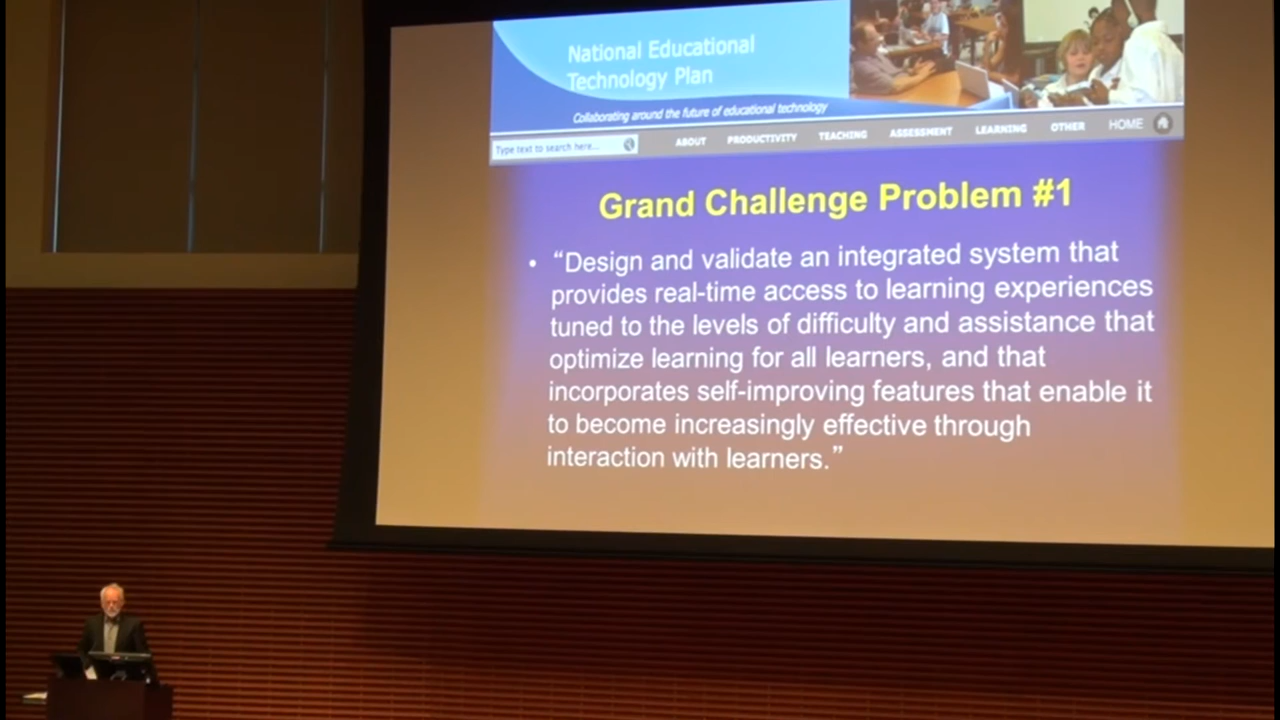 National Educational
Technology Plan
Collaborating around the future of educational technology
Type text to search here...
ABOUT PRODUCTIVITY TEACHING ASSESSMENT LEARNING OTHER HOME
Grand Challenge Problem #1
• “Design and validate an integrated system that
provides real-time access to learning experiences
tuned to the levels of difficulty and assistance that
optimize learning for all learners, and that
incorporates self-improving features that enable it
to become increasingly effective through
interaction with learners.”